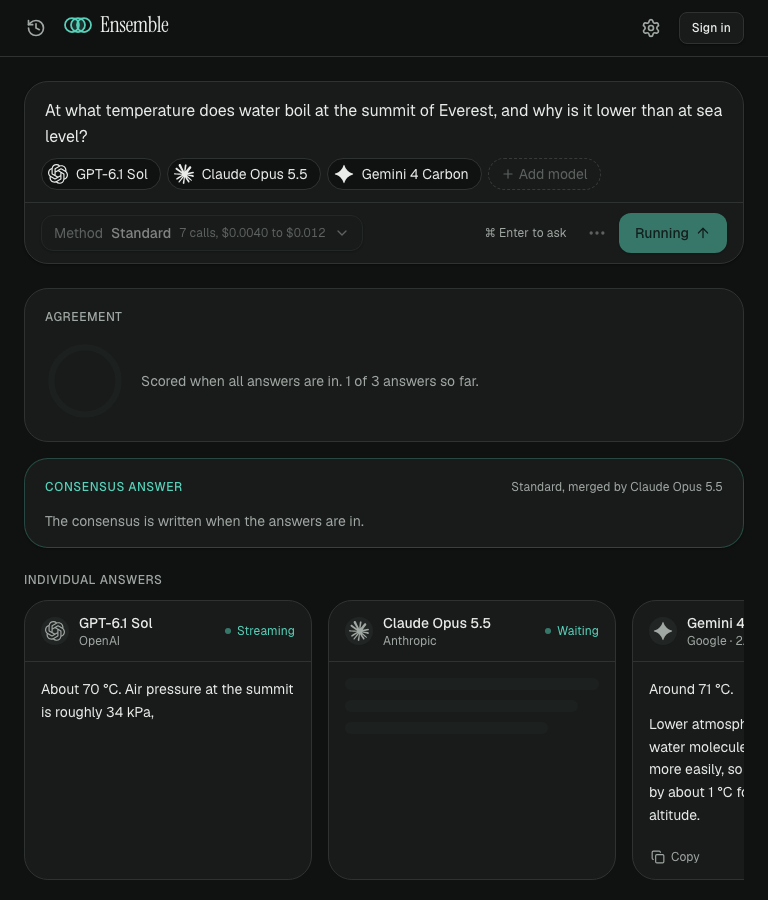 Ensemble
Sign in
At what temperature does water boil at the summit of Everest, and why is it lower than at sea
level?
GPT-6.1 Sol
Claude Opus 5.5
Gemini 4 Carbon
+ Add model
Method Standard 7 calls, $0.0040 to $0.012
⌘ Enter to ask
Running
AGREEMENT
Scored when all answers are in. 1 of 3 answers so far.
CONSENSUS ANSWER
Standard, merged by Claude Opus 5.5
The consensus is written when the answers are in.
INDIVIDUAL ANSWERS
GPT-6.1 Sol
OpenAI
Streaming
About 70 °C. Air pressure at the summit
is roughly 34 kPa,
Claude Opus 5.5
Anthropic
Waiting
Gemini 4
Google · 2.
Around 71 °C.
Lower atmosph
water molecule
more easily, so
by about 1 °C fo
altitude.
Copy